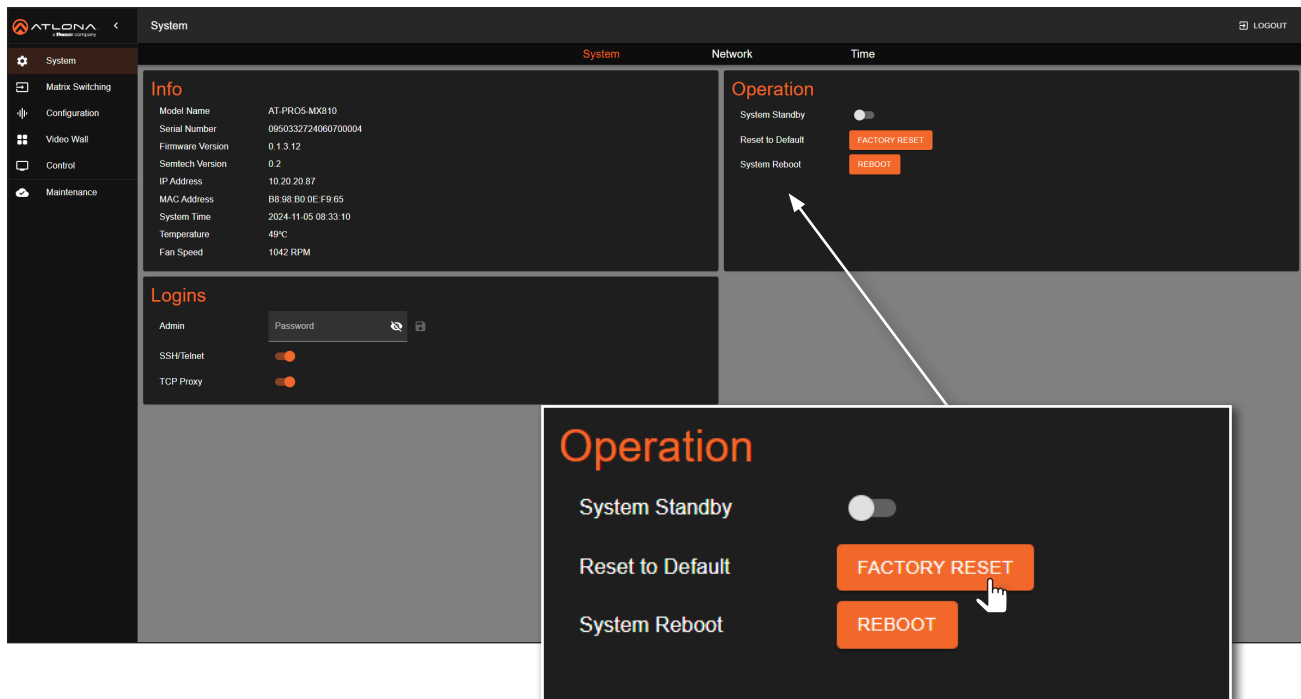 ATLONA
a Panduit company
System
LOGOUT
System
Matrix Switching
Configuration
Video Wall
Control
Maintenance
System Network Time
Info
Model Name AT-PRO5-MX810
Serial Number 0950332724060700004
Firmware Version 0.1.3.12
Semtech Version 0.2
IP Address 10.20.20.87
MAC Address B8:98:B0:0E:F9:65
System Time 2024-11-05 08:33:10
Temperature 49°C
Fan Speed 1042 RPM
Operation
System Standby
Reset to Default FACTORY RESET
System Reboot REBOOT
Logins
Admin Password
SSH/Telnet
TCP Proxy
Operation
System Standby
Reset to Default FACTORY RESET
System Reboot REBOOT